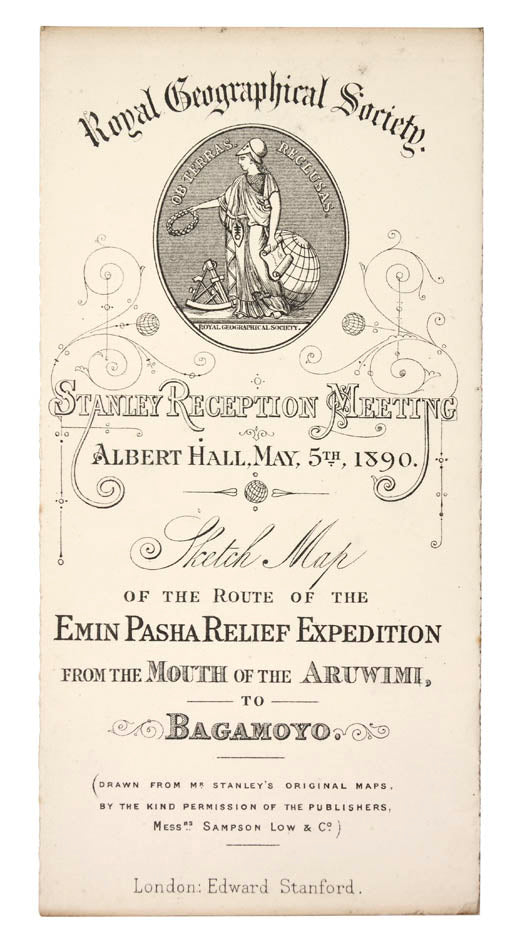 Royal Geographical Society.
OB TERRAS RECLUSAS.
ROYAL GEOGRAPHICAL SOCIETY.
STANLEY RECEPTION MEETING
ALBERT HALL, MAY, 5TH, 1890.
Sketch Map
OF THE ROUTE OF THE
EMIN PASHA RELIEF EXPEDITION
FROM THE MOUTH OF THE ARUWIMI,
TO
BAGAMOYO.
(DRAWN FROM MR STANLEY'S ORIGINAL MAPS,
BY THE KIND PERMISSION OF THE PUBLISHERS,
MESSRS SAMPSON LOW & Co)
London: Edward Stanford.